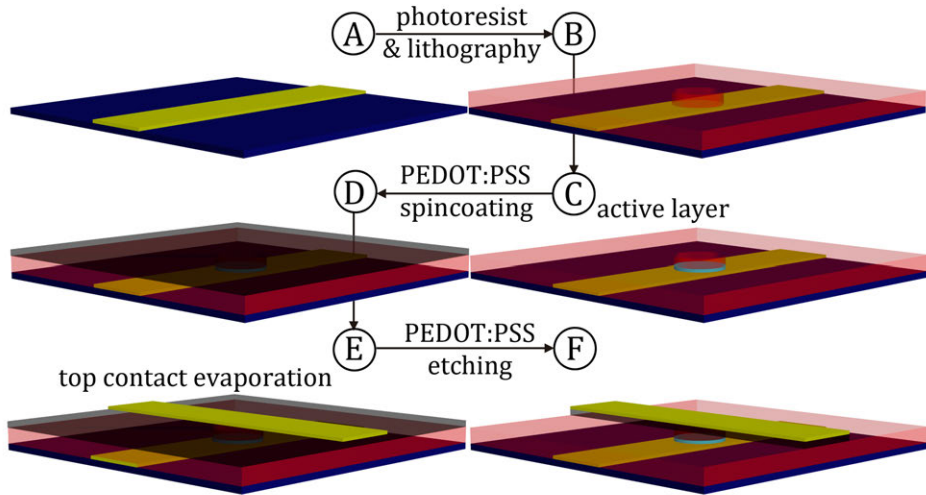 A
photoresist
& lithography
B
D
PEDOT:PSS
spincoating
C
active layer
E
PEDOT:PSS
etching
F
top contact evaporation